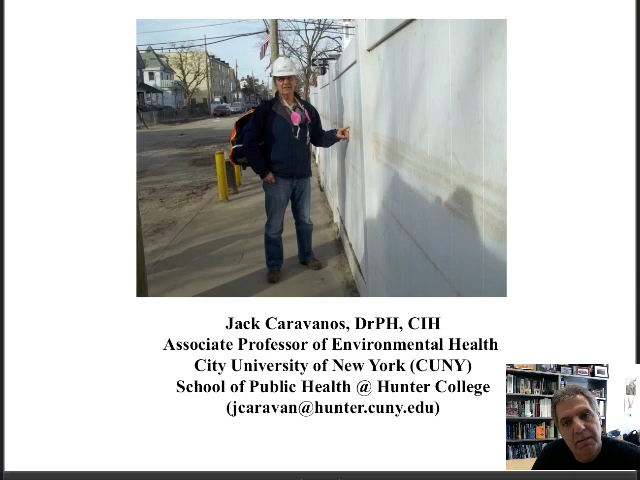 Jack Caravanos, DrPH, CIH
Associate Professor of Environmental Health
City University of New York (CUNY)
School of Public Health @ Hunter College
(jcaravan@hunter.cuny.edu)